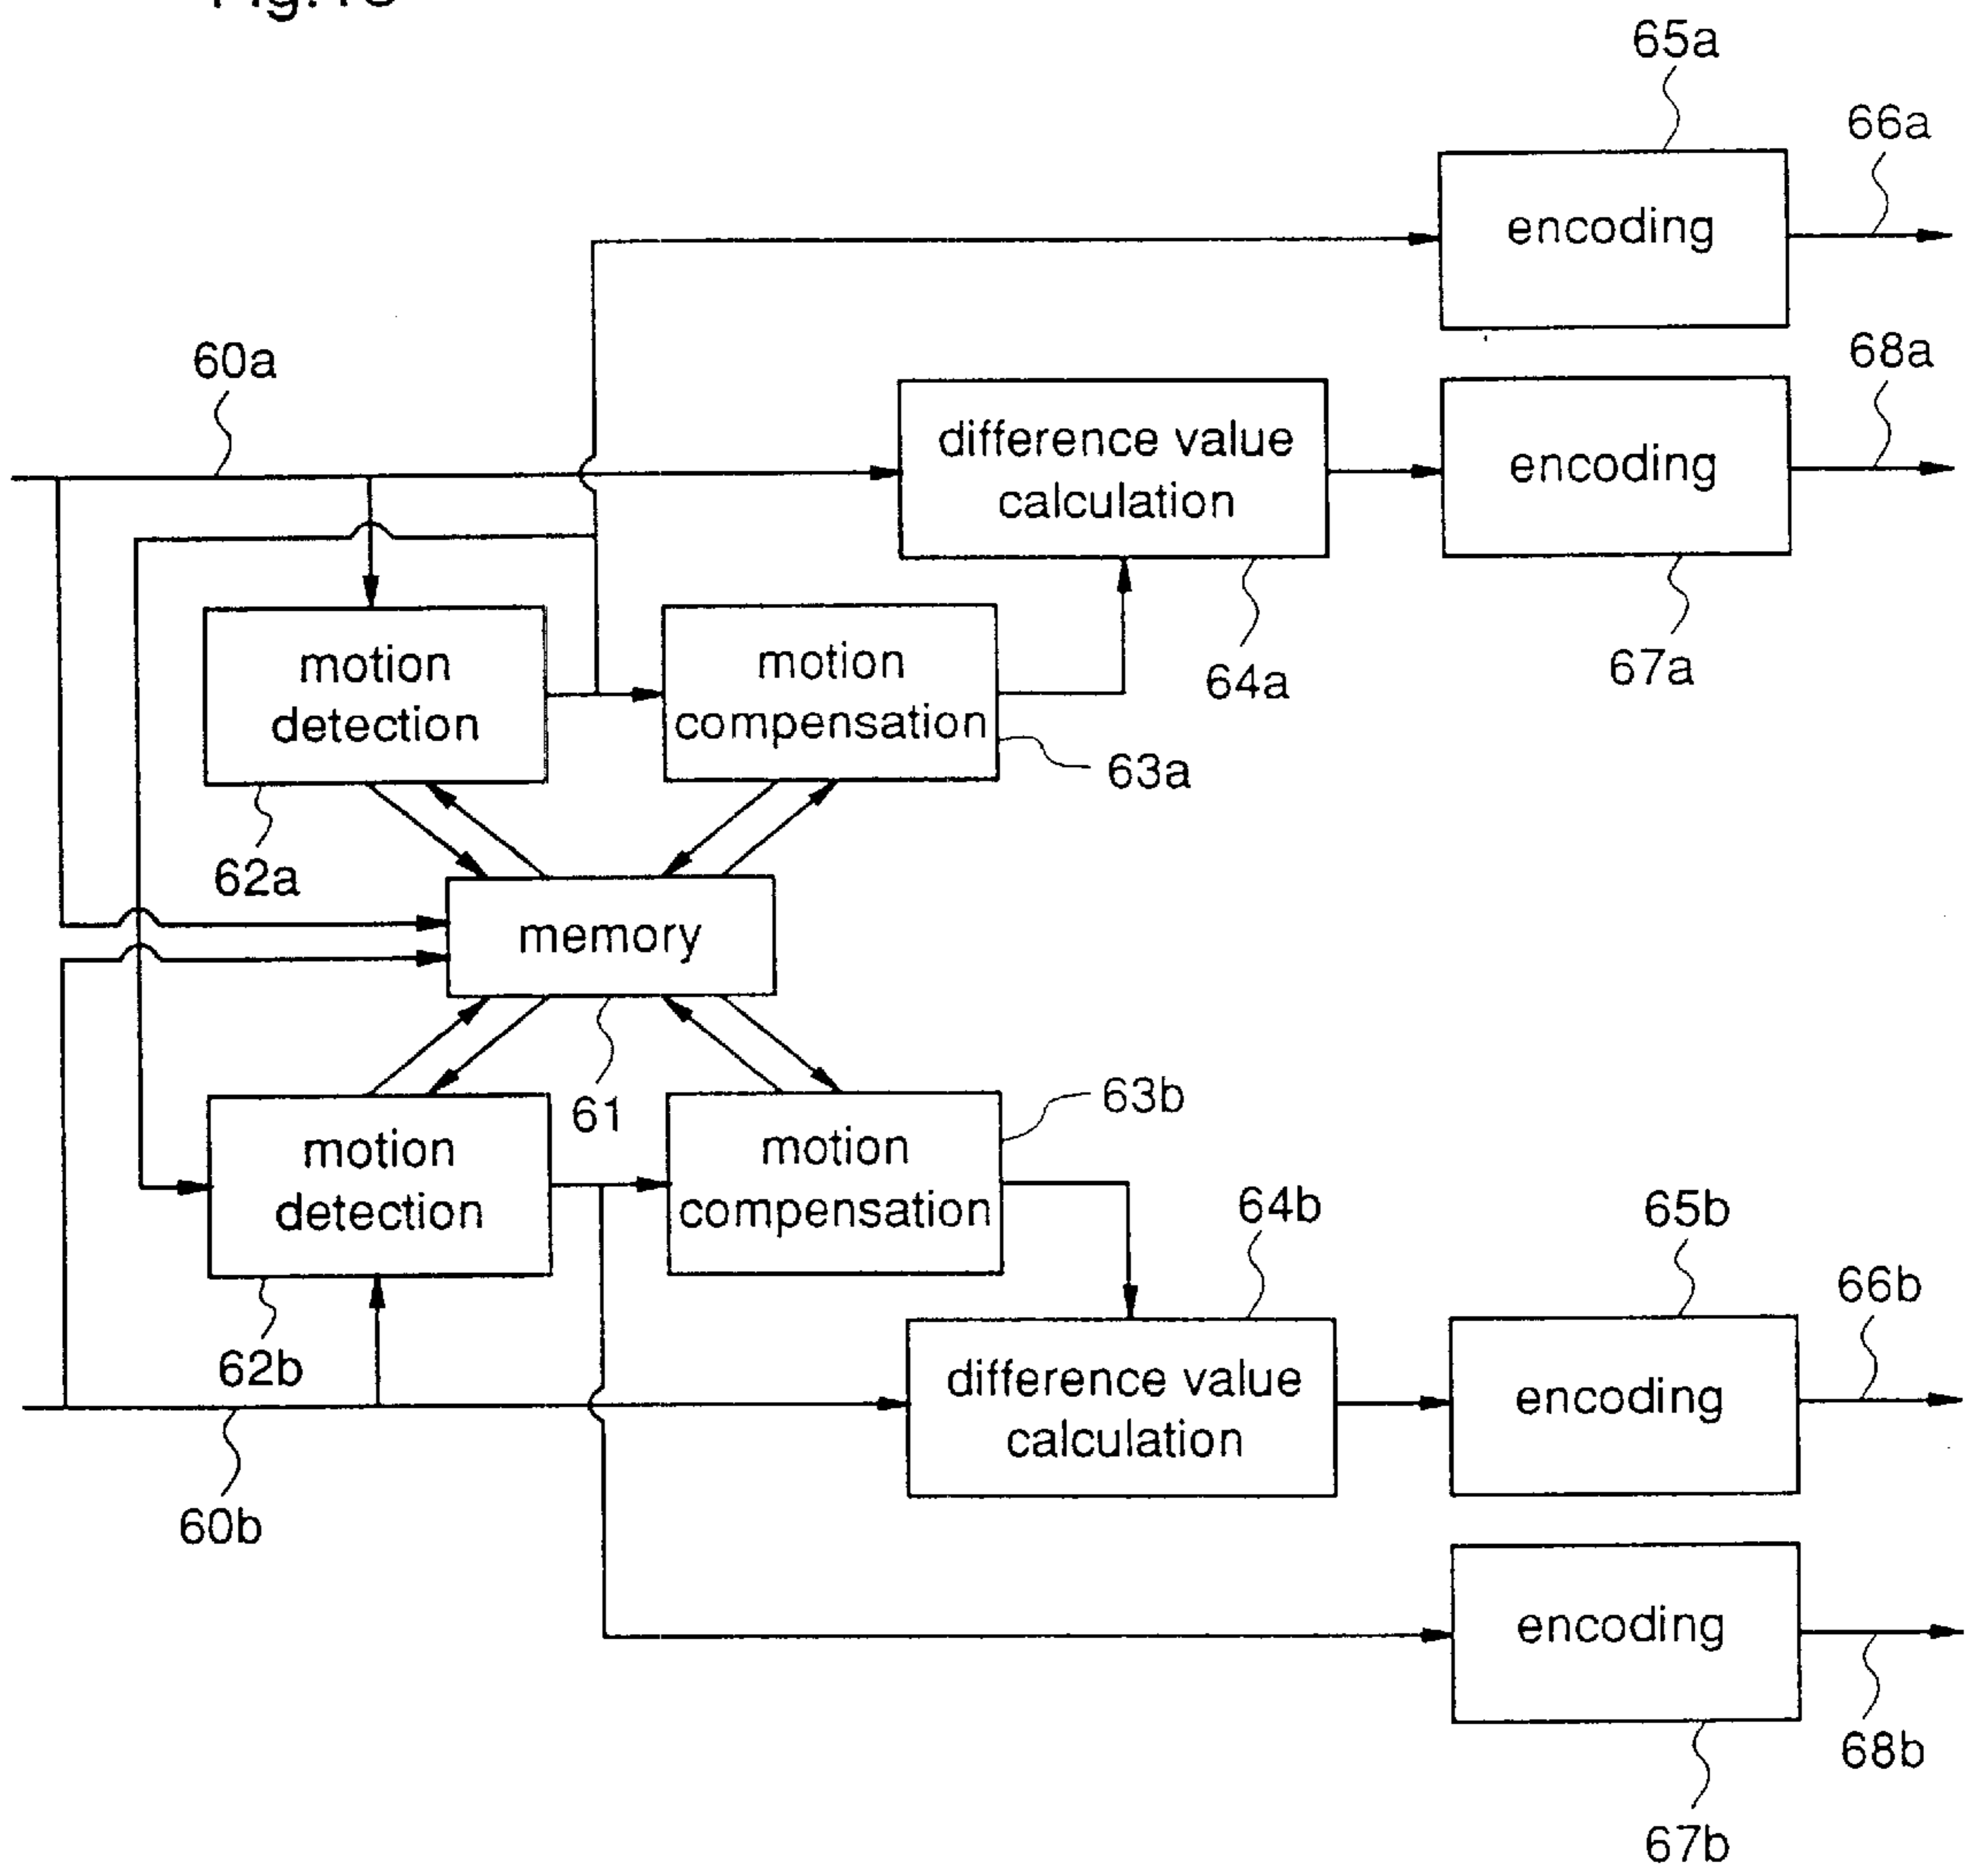 65a
66a
encoding
60a
68a
difference value
calculation
encoding
motion
detection
motion
compensation
64a
67a
63a
62a
memory
61
63b
motion
detection
motion
compensation
64b
65b
62b
66b
difference value
calculation
encoding
60b
encoding
68b
67b